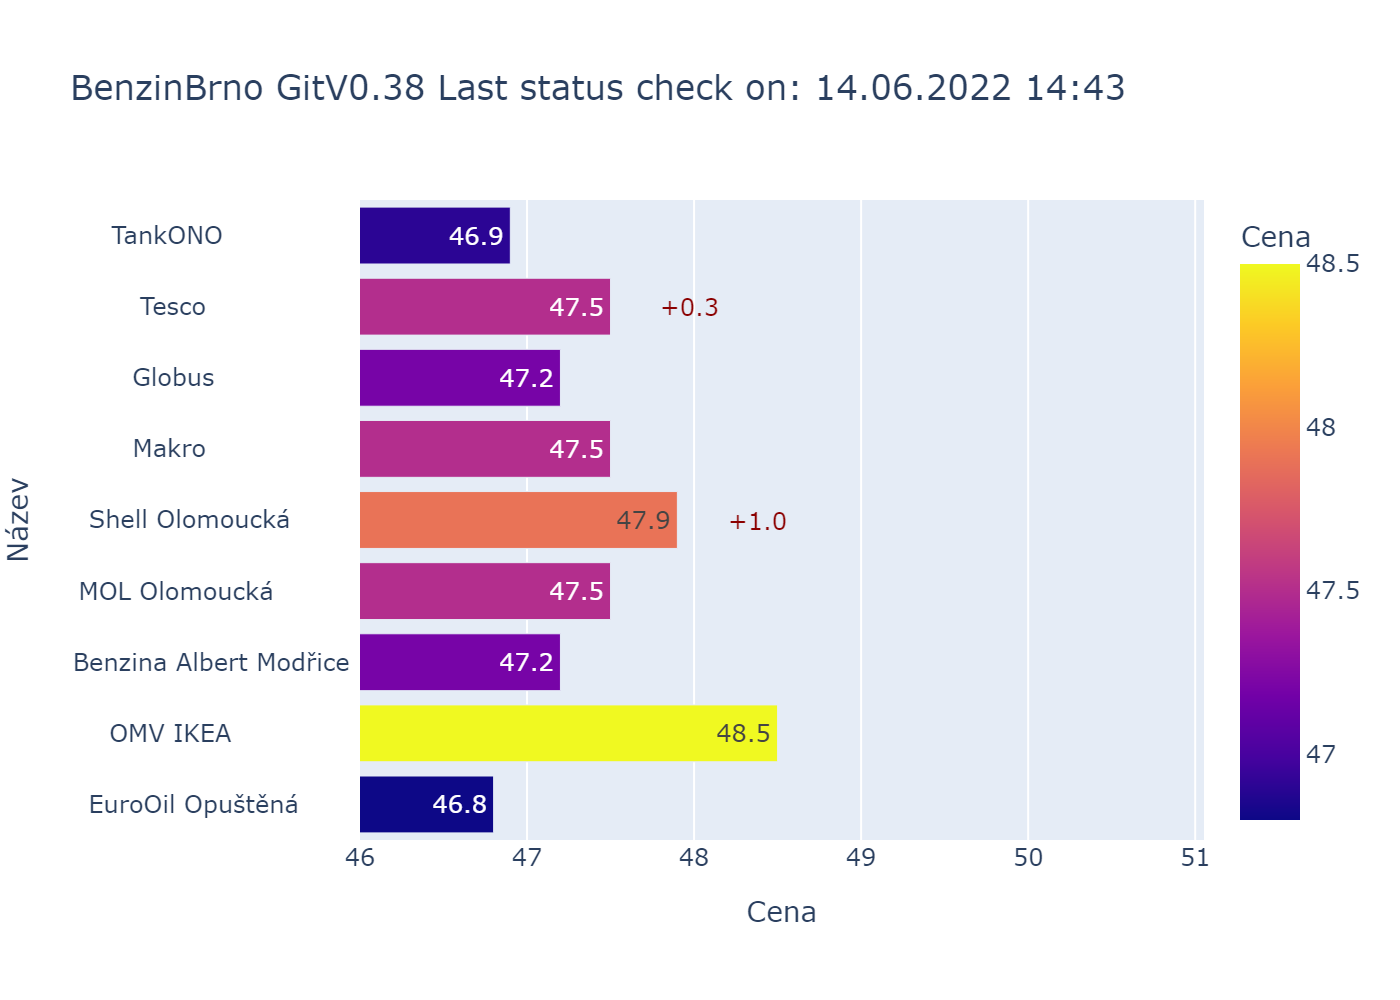 BenzinBrno GitV0.38 Last status check on: 14.06.2022 14:43
Název
TankONO 46.9
Tesco 47.5 +0.3
Globus 47.2
Makro 47.5
Shell Olomoucká 47.9 +1.0
MOL Olomoucká 47.5
Benzina Albert Modřice 47.2
OMV IKEA 48.5
EuroOil Opuštěná 46.8
46 47 48 49 50 51
Cena
Cena
48.5
48
47.5
47